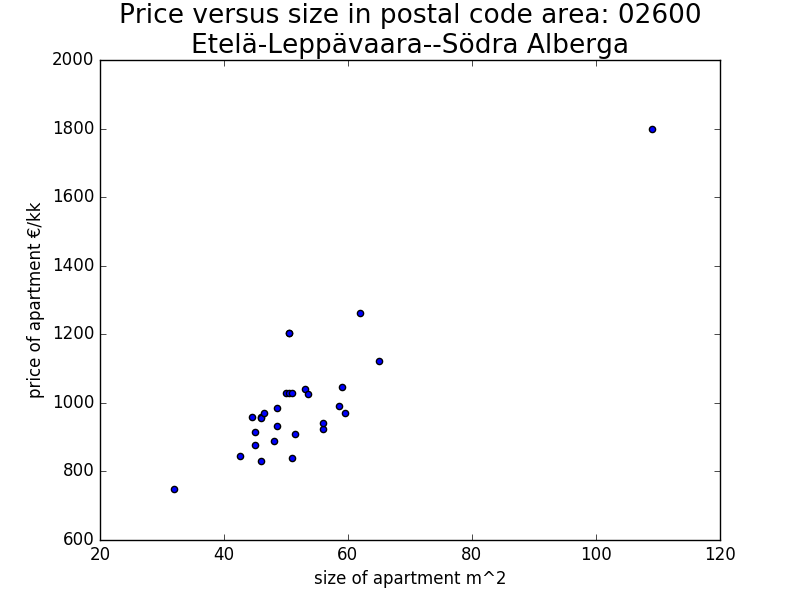 Price versus size in postal code area: 02600
Etelä-Leppävaara--Södra Alberga
2000
1800
1600
1400
1200
1000
800
600
price of apartment €/kk
20 40 60 80 100 120
size of apartment m^2